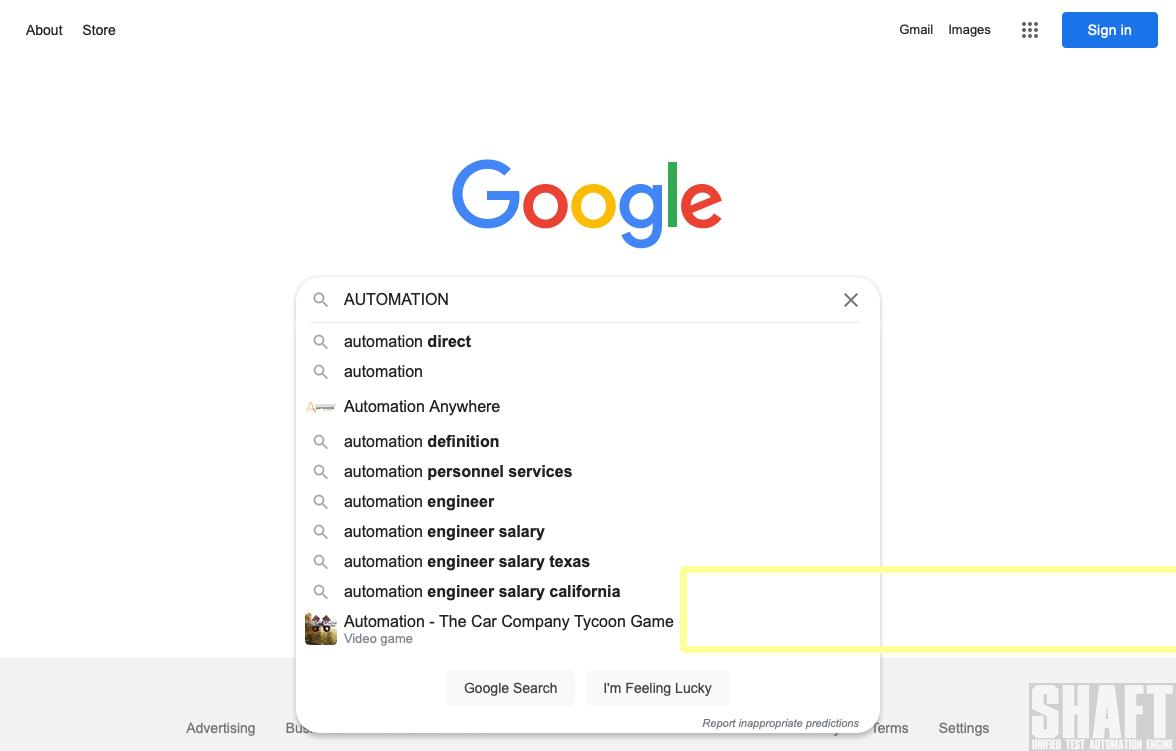 About Store Gmail Images Sign in
Google
AUTOMATION
automation direct
automation
Automation Anywhere
automation definition
automation personnel services
automation engineer
automation engineer salary
automation engineer salary texas
automation engineer salary california
Automation - The Car Company Tycoon Game
Video game
Google Search I'm Feeling Lucky
Report inappropriate predictions
Advertising Terms Settings
SHAFT
UNIFIED TEST AUTOMATION ENGINE